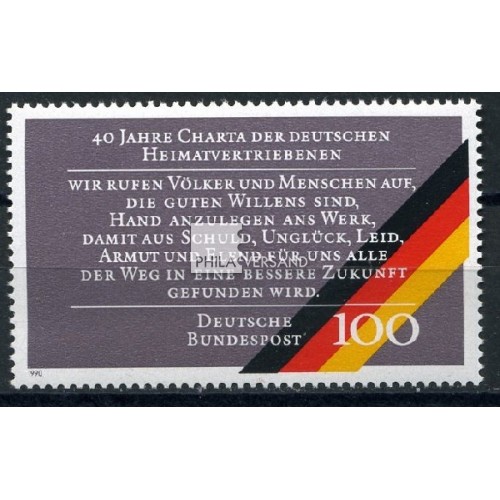 40 JAHRE CHARTA DER DEUTSCHEN
HEIMATVERTRIEBENEN
WIR RUFEN VÖLKER UND MENSCHEN AUF,
DIE GUTEN WILLENS SIND,
HAND ANZULEGEN ANS WERK,
DAMIT AUS SCHULD, UNGLÜCK, LEID,
ARMUT UND ELEND FÜR UNS ALLE
DER WEG IN EINE BESSERE ZUKUNFT
GEFUNDEN WIRD.
PHILA VERSAND
DEUTSCHE
BUNDESPOST
100